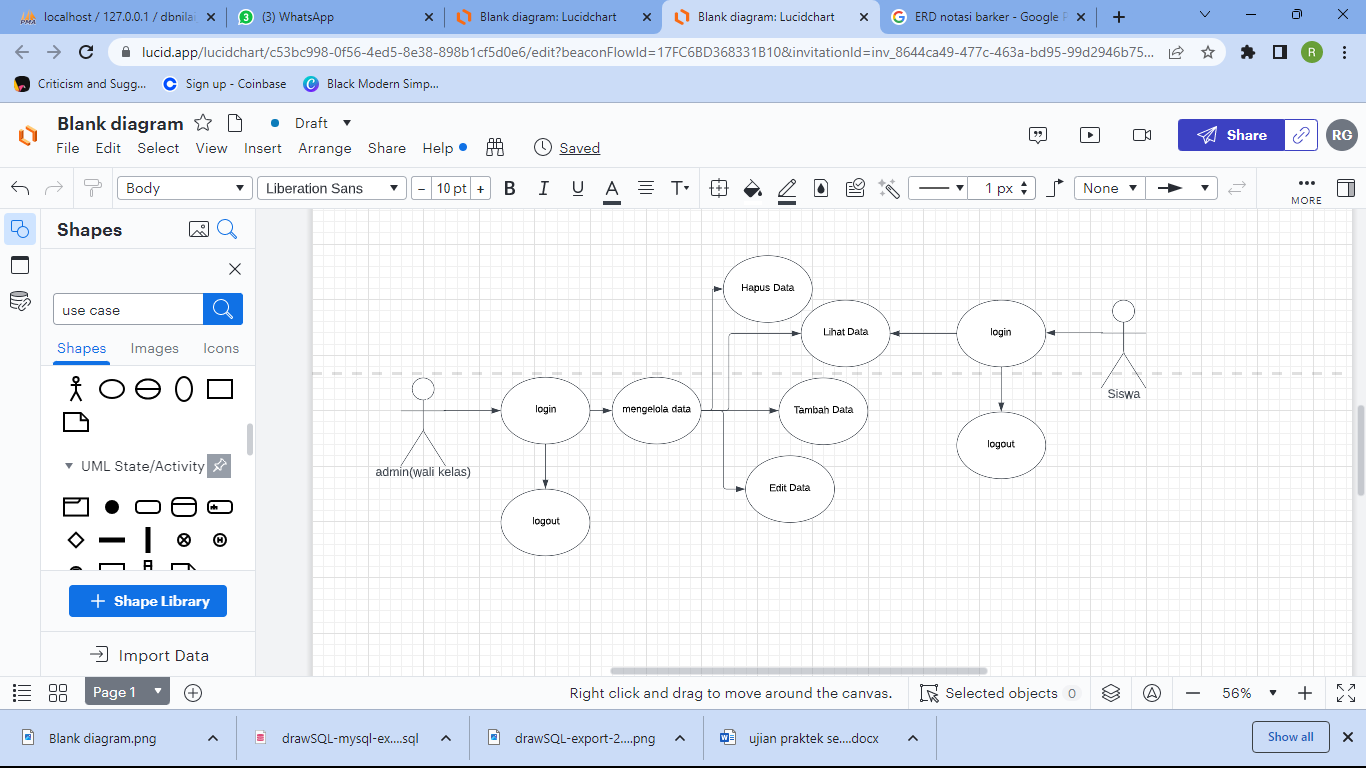 localhost / 127.0.0.1 / dbnila
(3) WhatsApp
Blank diagram: Lucidchart
Blank diagram: Lucidchart
ERD notasi barker - Google
lucid.app/lucidchart/c53bc998-0f56-4ed5-8e38-898b1cf5d0e6/edit?beaconFlowId=17FC6BD368331B10&invitationId=inv_8644ca49-477c-463a-bd95-99d2946b75...
R
Criticism and Sugg...
Sign up - Coinbase
Black Modern Simp...
Blank diagram
Draft
File Edit Select View Insert Arrange Share Help
Saved
Share
RG
Body
Liberation Sans
- 10 pt +
B I U A T
1 px
None
MORE
Shapes
use case
Shapes Images Icons
UML State/Activity
+ Shape Library
Import Data
Hapus Data
Lihat Data
login
Siswa
login
mengelola data
Tambah Data
logout
admin(wali kelas)
Edit Data
logout
Page 1
Right click and drag to move around the canvas.
Selected objects 0
56%
Blank diagram.png
drawSQL-mysql-ex....sql
drawSQL-export-2....png
ujian praktek se....docx
Show all